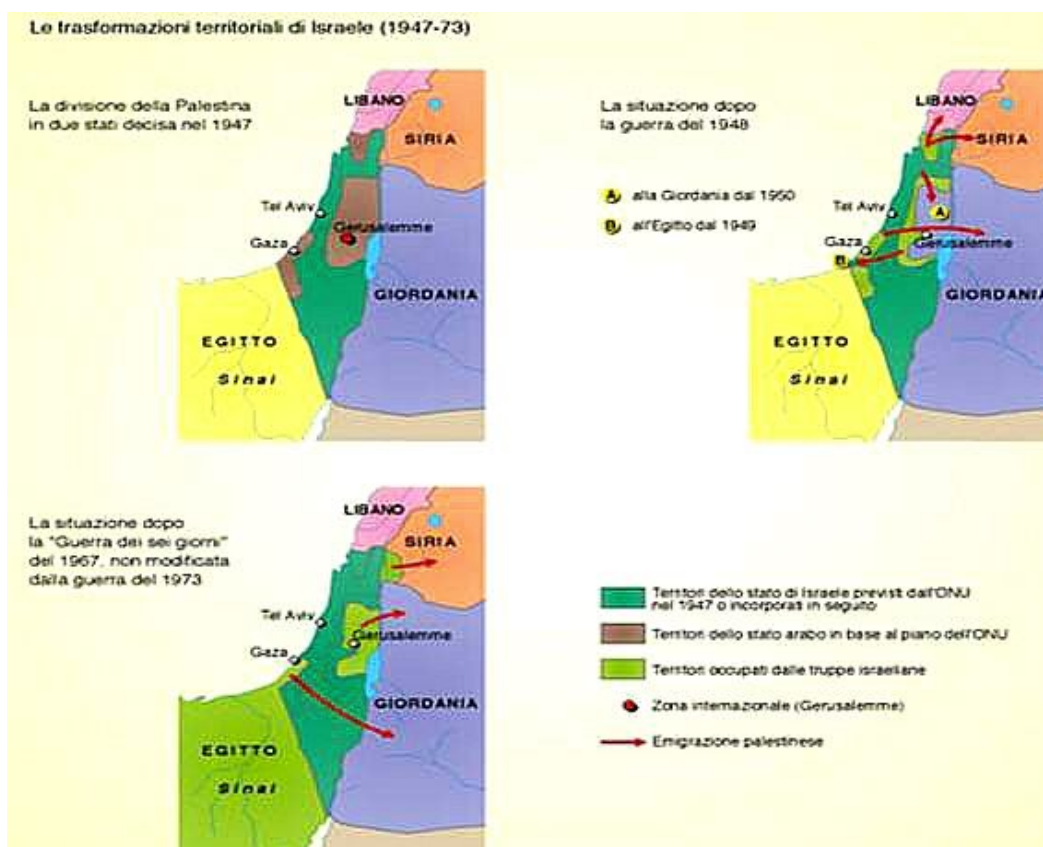 Le trasformazioni territoriali di Israele (1947-73)
La divisione della Palestina
in due stati decisa nel 1947
LIBANO
SIRIA
Tel Aviv
Gerusalemme
Gaza
GIORDANIA
EGITTO
Sinai
La situazione dopo
la guerra del 1948
A alla Giordania dal 1950
B all'Egitto dal 1949
LIBANO
SIRIA
Tel Aviv
A
Gaza
Gerusalemme
B
GIORDANIA
EGITTO
Sinai
La situazione dopo
la "Guerra dei sei giorni"
del 1967, non modificata
dalla guerra del 1973
LIBANO
SIRIA
Tel Aviv
Gerusalemme
Gaza
GIORDANIA
EGITTO
Sinai
Territori dello stato di Israele previsti dall'ONU
nel 1947 o incorporati in seguito
Territori dello stato arabo in base al piano dell'ONU
Territori occupati dalle truppe israeliane
Zona internazionale (Gerusalemme)
Emigrazione palestinese